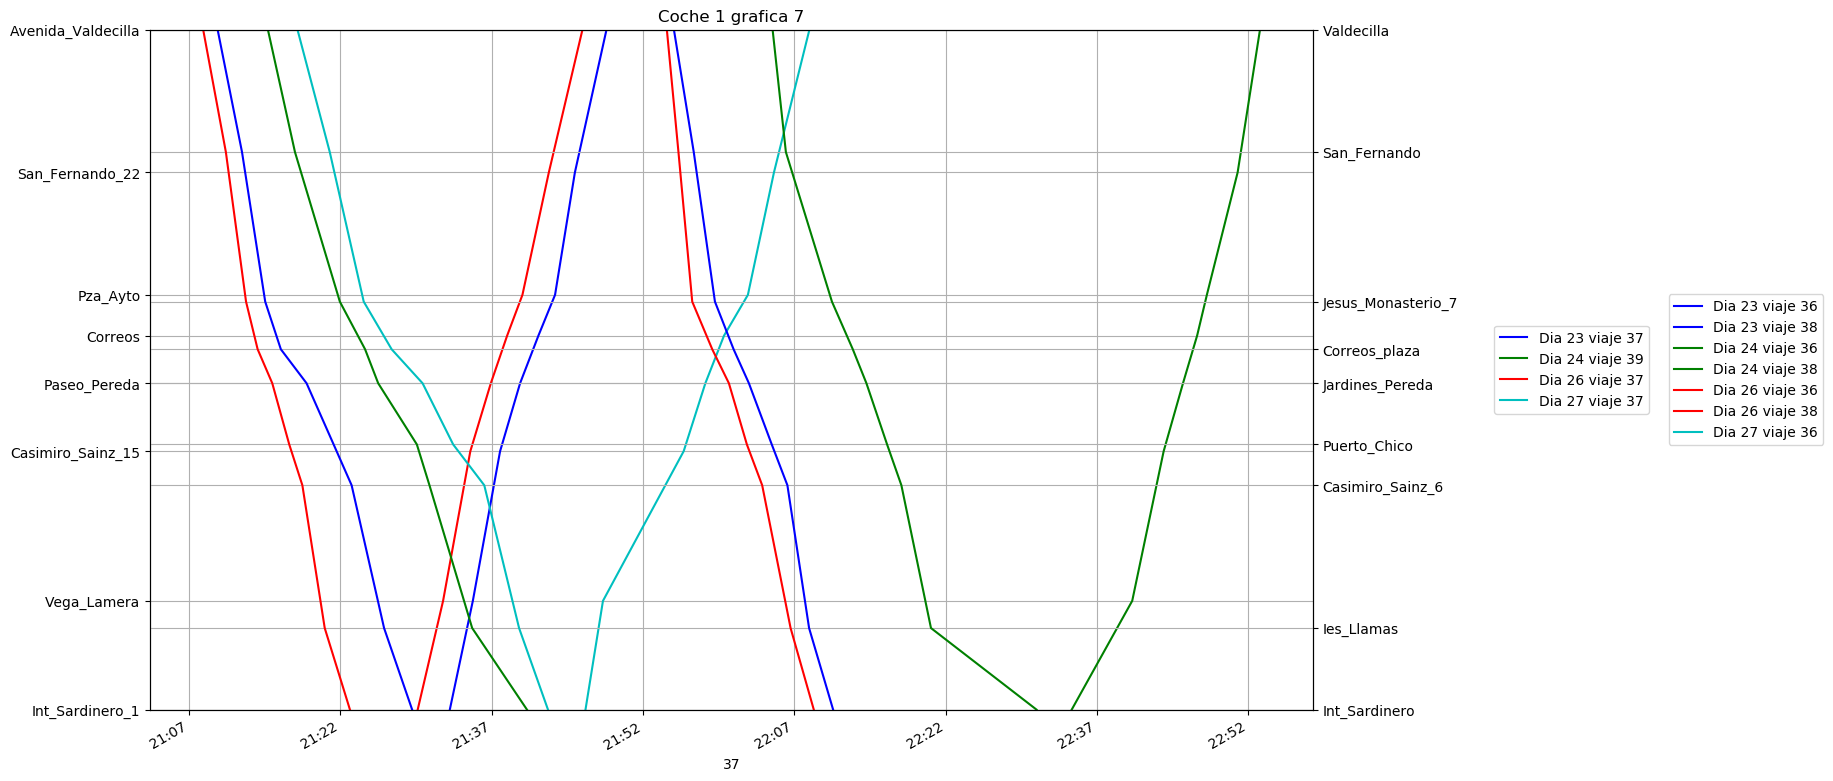 Coche 1 grafica 7
Avenida_Valdecilla
San_Fernando_22
Pza_Ayto
Correos
Paseo_Pereda
Casimiro_Sainz_15
Vega_Lamera
Int_Sardinero_1
Valdecilla
San_Fernando
Jesus_Monasterio_7
Correos_plaza
Jardines_Pereda
Puerto_Chico
Casimiro_Sainz_6
Ies_Llamas
Int_Sardinero
21:07
21:22
21:37
21:52
22:07
22:22
22:37
22:52
37
Dia 23 viaje 37
Dia 24 viaje 39
Dia 26 viaje 37
Dia 27 viaje 37
Dia 23 viaje 36
Dia 23 viaje 38
Dia 24 viaje 36
Dia 24 viaje 38
Dia 26 viaje 36
Dia 26 viaje 38
Dia 27 viaje 36